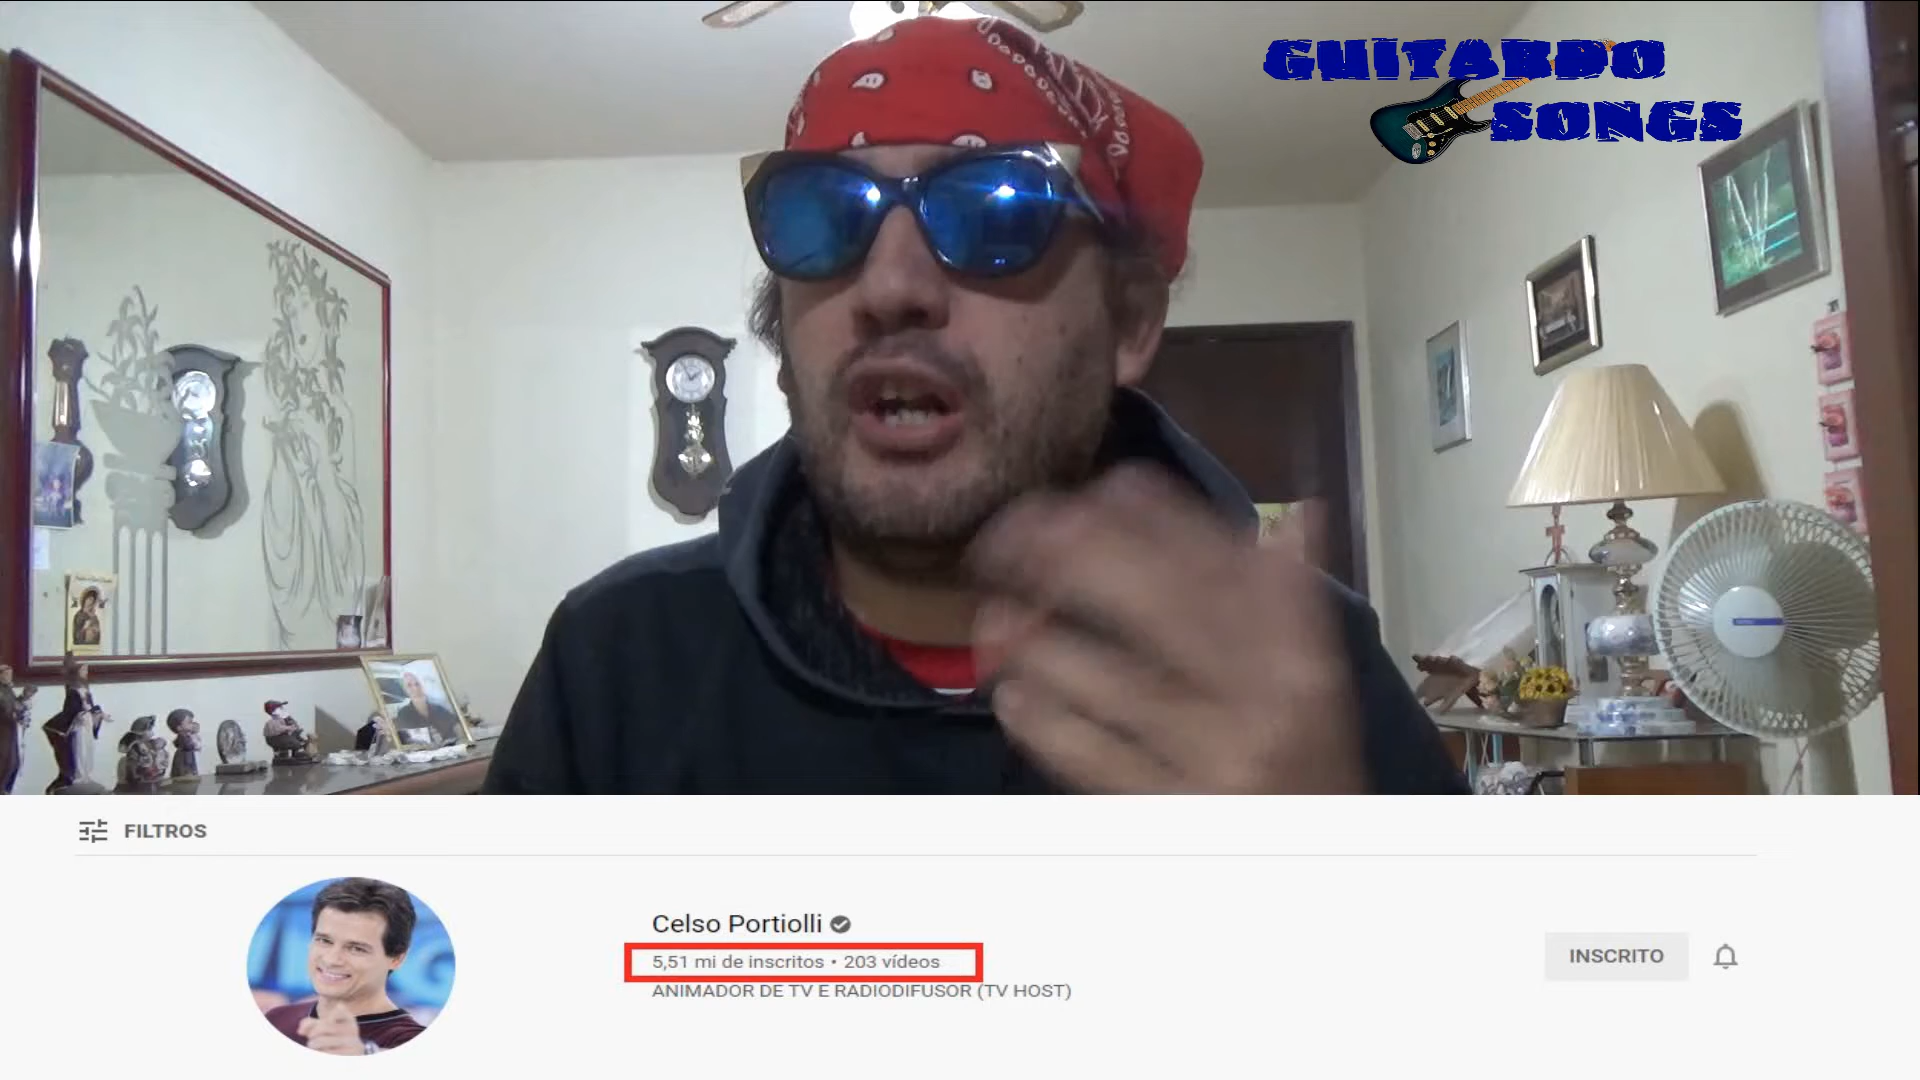 GUITARDO
SONGS
FILTROS
Celso Portiolli
5,51 mi de inscritos • 203 vídeos
ANIMADOR DE TV E RADIODIFUSOR (TV HOST)
INSCRITO